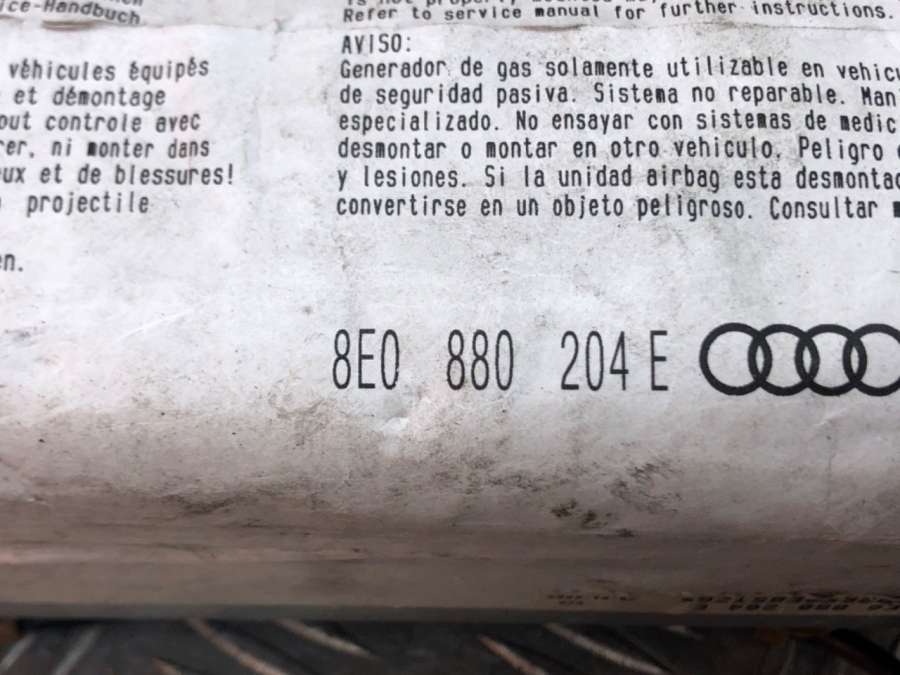 ice-Handbuch
véhicules équipés
et démontage
out controle avec
rer, ni monter dans
ux et de blessures!
projectile
en.
Refer to service manual for further instructions.
AVISO:
Generador de gas solamente utilizable en vehicu
de seguridad pasiva. Sistema no reparable. Man
especializado. No ensayar con sistemas de medic
desmontar o montar en otro vehiculo. Peligro
y lesiones. Si la unidad airbag esta desmontad
convertirse en un objeto peligroso. Consultar
8E0 880 204 E